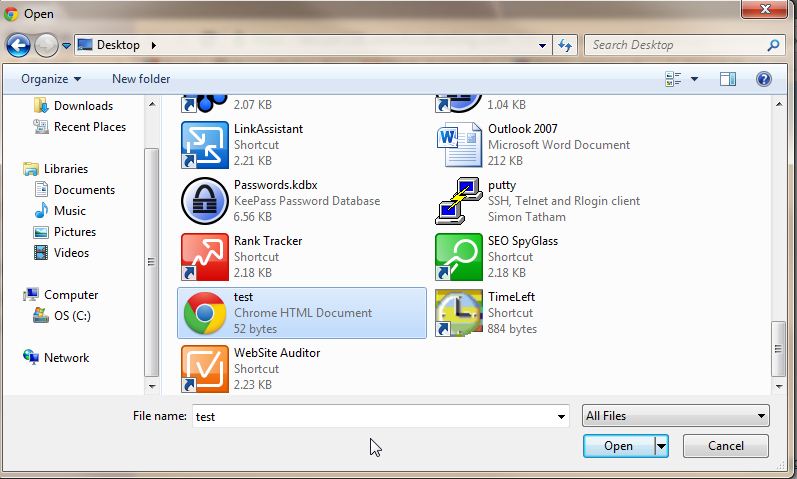 Open
Desktop
Search Desktop
Organize
New folder
Downloads
Recent Places
Libraries
Documents
Music
Pictures
Videos
Computer
OS (C:)
Network
2.07 KB
1.04 KB
LinkAssistant
Shortcut
2.21 KB
Outlook 2007
Microsoft Word Document
212 KB
Passwords.kdbx
KeePass Password Database
6.56 KB
putty
SSH, Telnet and Rlogin client
Simon Tatham
Rank Tracker
Shortcut
2.18 KB
SEO SpyGlass
Shortcut
2.18 KB
test
Chrome HTML Document
52 bytes
TimeLeft
Shortcut
884 bytes
WebSite Auditor
Shortcut
2.23 KB
File name:
test
All Files
Open
Cancel